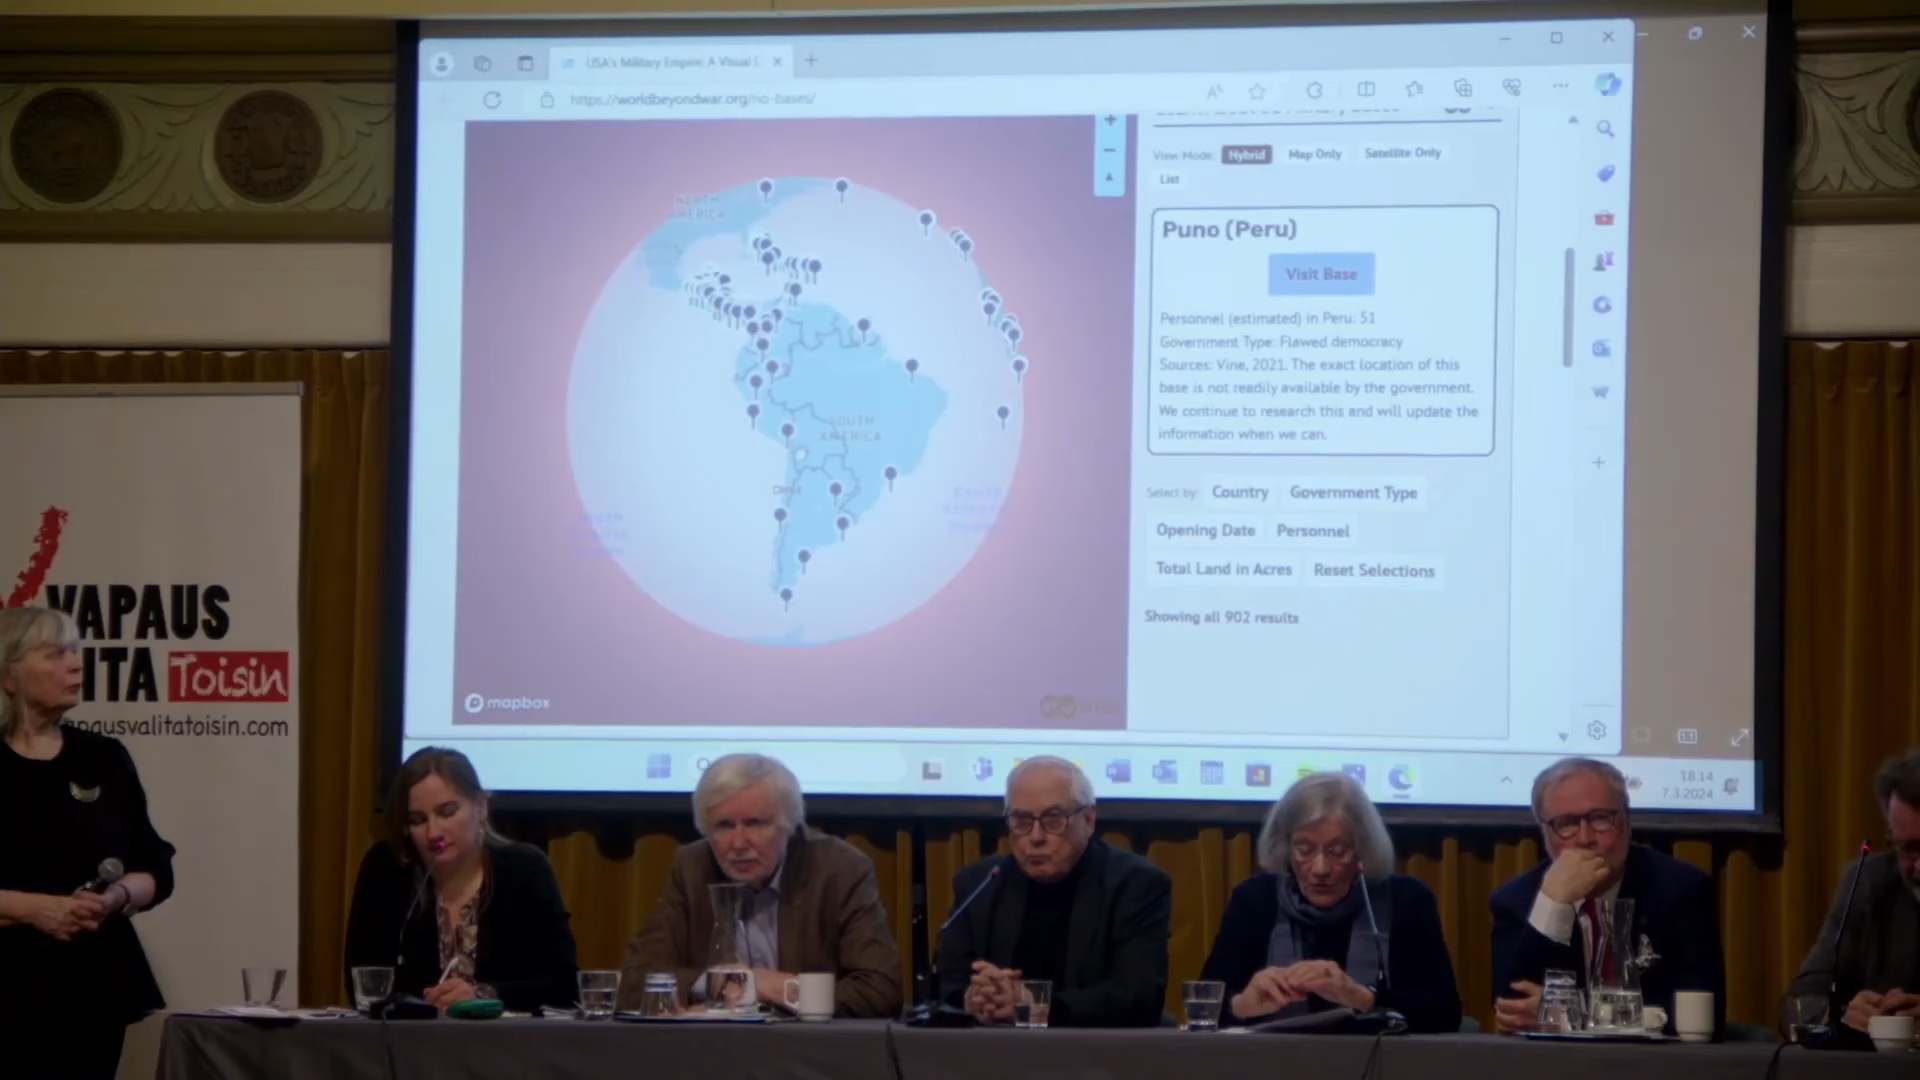 USA's Military Empire: A Visual D
https://worldbeyondwar.org/no-bases/
View Mode: Hybrid Map Only Satellite Only
List
Puno (Peru)
Visit Base
Personnel (estimated) in Peru: 51
Government Type: Flawed democracy
Sources: Vine, 2021. The exact location of this
base is not readily available by the government.
We continue to research this and will update the
information when we can.
Select by: Country Government Type
Opening Date Personnel
Total Land in Acres Reset Selections
Showing all 902 results
NORTH
AMERICA
SOUTH
AMERICA
CHILE
mapbox
18.14
7.3.2024
VAPAUS
ITA Toisin
pausvalitatoisin.com